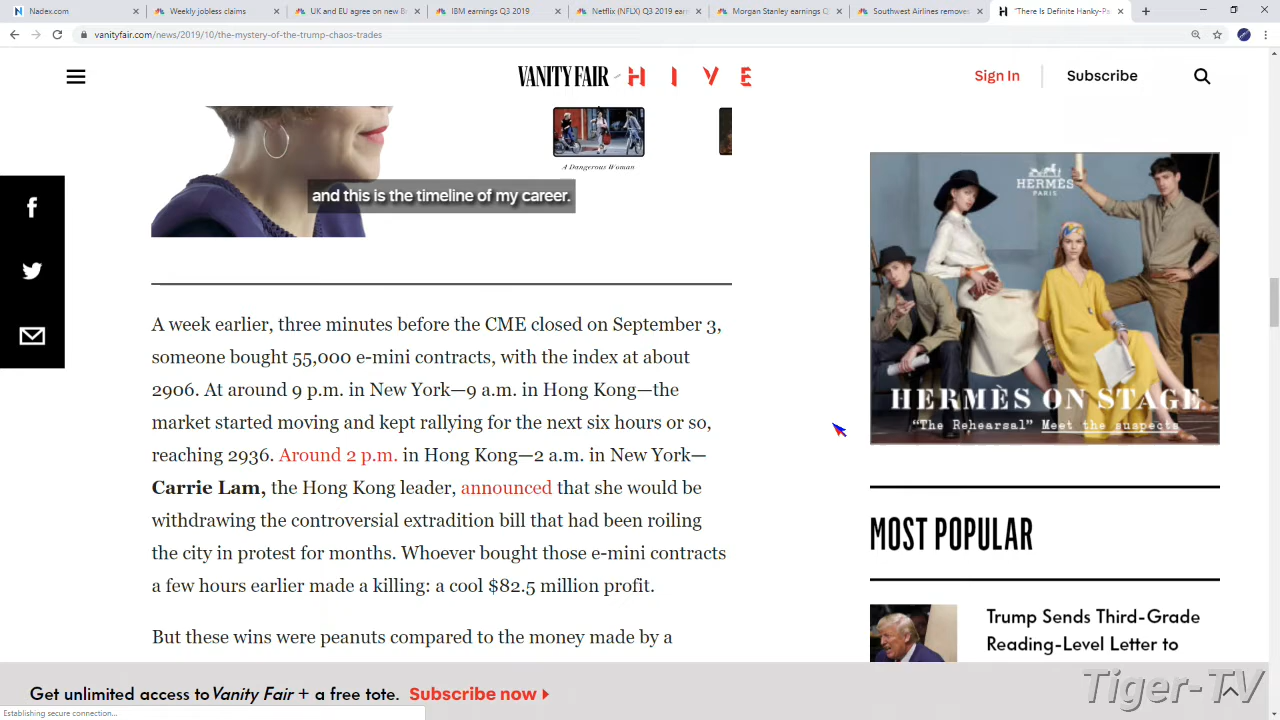 Nadex.com
Weekly jobless claims
UK and EU agree on new B
IBM earnings Q3 2019
Netflix (NFLX) Q3 2019 ear
Morgan Stanley earnings Q
Southwest Airlines remove
"There Is Definite Hanky-Pa
vanityfair.com/news/2019/10/the-mystery-of-the-trump-chaos-trades
VANITY FAIR HIVE
Sign In
Subscribe
A Dangerous Woman
and this is the timeline of my career.
HERMÈS
PARIS
HERMÈS ON STAGE
"The Rehearsal" Meet the suspects
A week earlier, three minutes before the CME closed on September 3,
someone bought 55,000 e-mini contracts, with the index at about
2906. At around 9 p.m. in New York—9 a.m. in Hong Kong—the
market started moving and kept rallying for the next six hours or so,
reaching 2936. Around 2 p.m. in Hong Kong—2 a.m. in New York—
Carrie Lam, the Hong Kong leader, announced that she would be
withdrawing the controversial extradition bill that had been roiling
the city in protest for months. Whoever bought those e-mini contracts
a few hours earlier made a killing: a cool $82.5 million profit.
But these wins were peanuts compared to the money made by a
MOST POPULAR
Trump Sends Third-Grade
Reading-Level Letter to
Get unlimited access to Vanity Fair + a free tote. Subscribe now
Tiger-TV
Establishing secure connection...